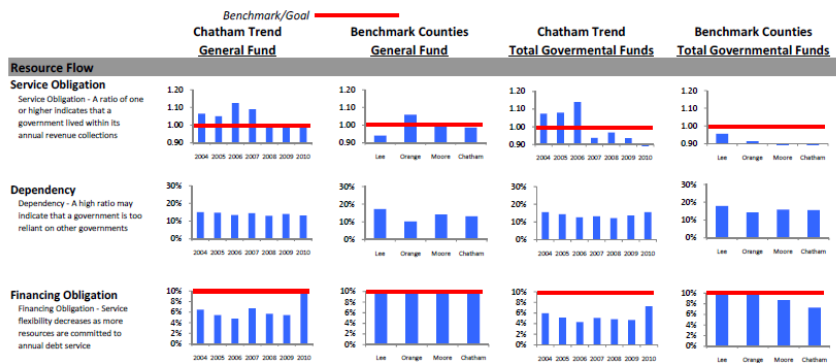 Benchmark/Goal
Chatham Trend Benchmark Counties Chatham Trend Benchmark Counties
General Fund General Fund Total Govermental Funds Total Governmental Funds
Resource Flow
Service Obligation
Service Obligation - A ratio of one
or higher indicates that a
government lived within its
annual revenue collections
1.20 1.10 1.00 0.90
2004 2005 2006 2007 2008 2009 2010
1.20 1.10 1.00 0.90
Lee Orange Moore Chatham
1.20 1.10 1.00 0.90
2004 2005 2006 2007 2008 2009 2010
1.20 1.10 1.00 0.90
Lee Orange Moore Chatham
Dependency
Dependency - A high ratio may
indicate that a government is too
reliant on other governments
30% 20% 10% 0%
2004 2005 2006 2007 2008 2009 2010
30% 20% 10% 0%
Lee Orange Moore Chatham
30% 20% 10% 0%
2004 2005 2006 2007 2008 2009 2010
30% 20% 10% 0%
Lee Orange Moore Chatham
Financing Obligation
Financing Obligation - Service
flexibility decreases as more
resources are committed to
annual debt service
10% 8% 6% 4% 2% 0%
2004 2005 2006 2007 2008 2009 2010
10% 8% 6% 4% 2% 0%
Lee Orange Moore Chatham
10% 8% 6% 4% 2% 0%
2004 2005 2006 2007 2008 2009 2010
10% 8% 6% 4% 2% 0%
Lee Orange Moore Chatham